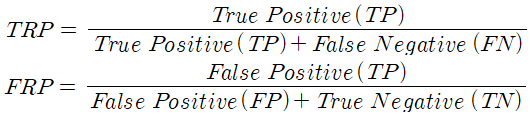 TRP = True Positive(TP) / True Positive(TP) + False Negative (FN)
FRP = False Positive(TP) / False Positive(FP) + True Negative (TN)